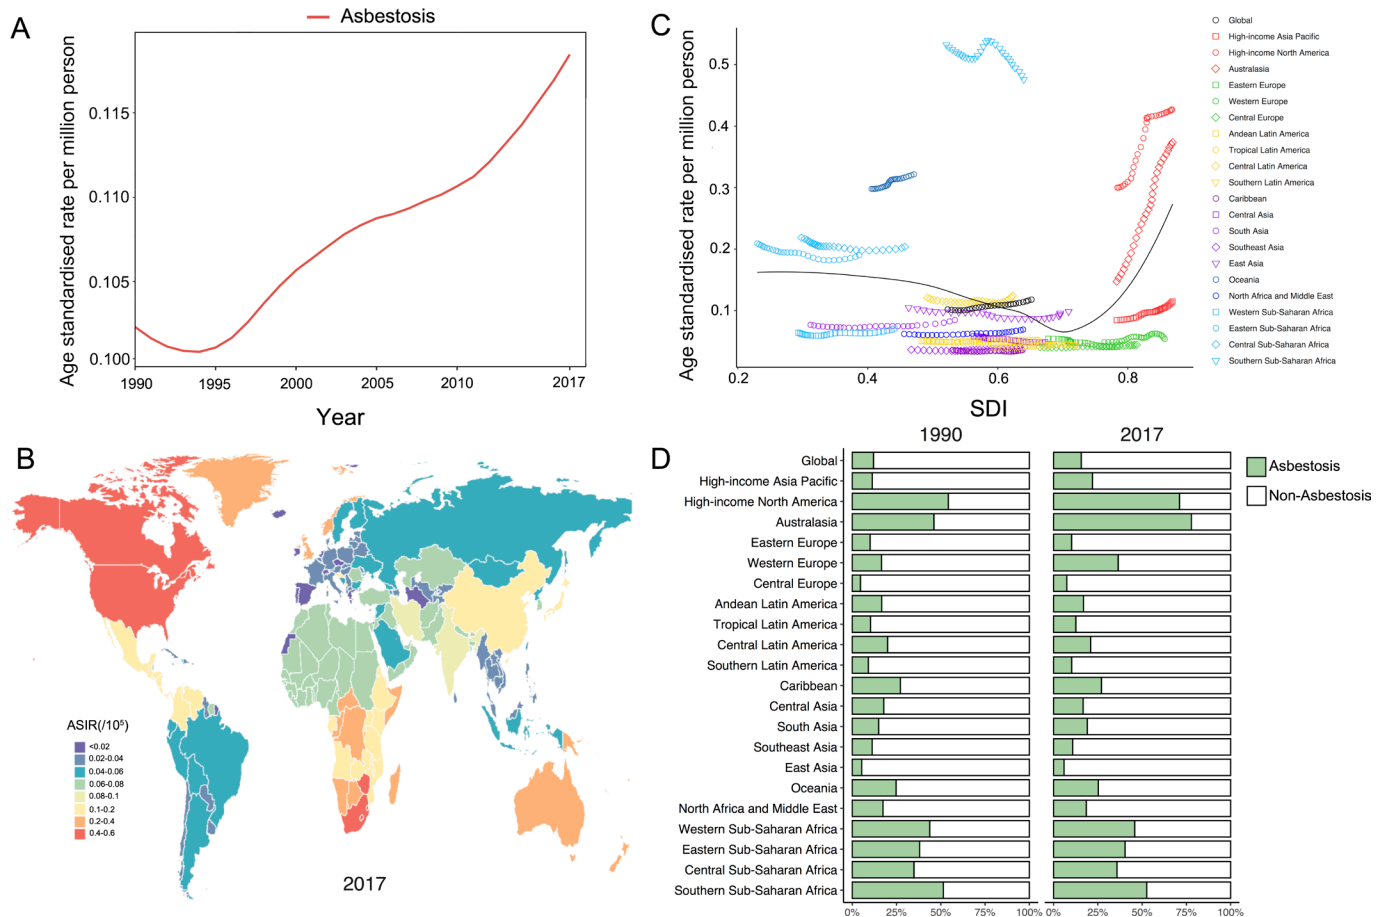 A
Asbestosis
Age standardised rate per million person
0.115
0.110
0.105
0.100
1990
1995
2000
2005
2010
2017
Year
C
Age standardised rate per million person
0.5
0.4
0.3
0.2
0.1
0.2
0.4
0.6
0.8
SDI
Global
High-income Asia Pacific
High-income North America
Australasia
Eastern Europe
Western Europe
Central Europe
Andean Latin America
Tropical Latin America
Central Latin America
Southern Latin America
Caribbean
Central Asia
South Asia
Southeast Asia
East Asia
Oceania
North Africa and Middle East
Western Sub-Saharan Africa
Eastern Sub-Saharan Africa
Central Sub-Saharan Africa
Southern Sub-Saharan Africa
B
ASIR(/10⁵)
<0.02
0.02-0.04
0.04-0.06
0.06-0.08
0.08-0.1
0.1-0.2
0.2-0.4
0.4-0.6
2017
D
1990
2017
Asbestosis
Non-Asbestosis
Global
High-income Asia Pacific
High-income North America
Australasia
Eastern Europe
Western Europe
Central Europe
Andean Latin America
Tropical Latin America
Central Latin America
Southern Latin America
Caribbean
Central Asia
South Asia
Southeast Asia
East Asia
Oceania
North Africa and Middle East
Western Sub-Saharan Africa
Eastern Sub-Saharan Africa
Central Sub-Saharan Africa
Southern Sub-Saharan Africa
0%
25%
50%
75%
100%
0%
25%
50%
75%
100%